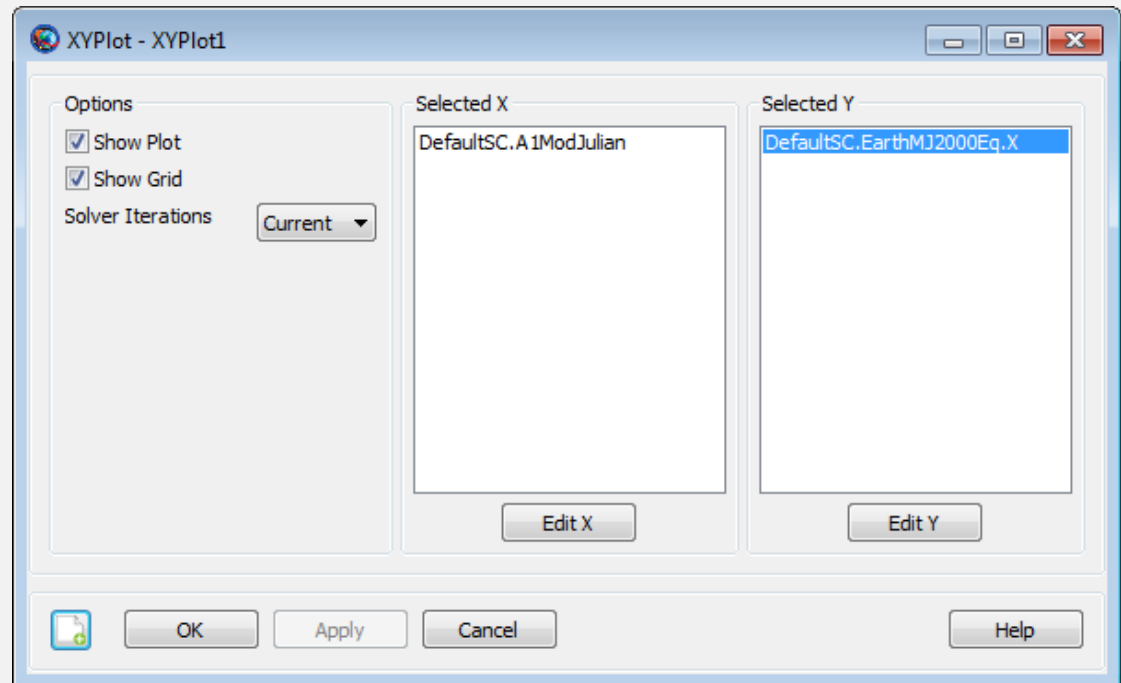 XYPlot - XYPlot1
Options
Show Plot
Show Grid
Solver Iterations
Current
Selected X
DefaultSC.A1ModJulian
Edit X
Selected Y
DefaultSC.EarthMJ2000Eq.X
Edit Y
OK
Apply
Cancel
Help